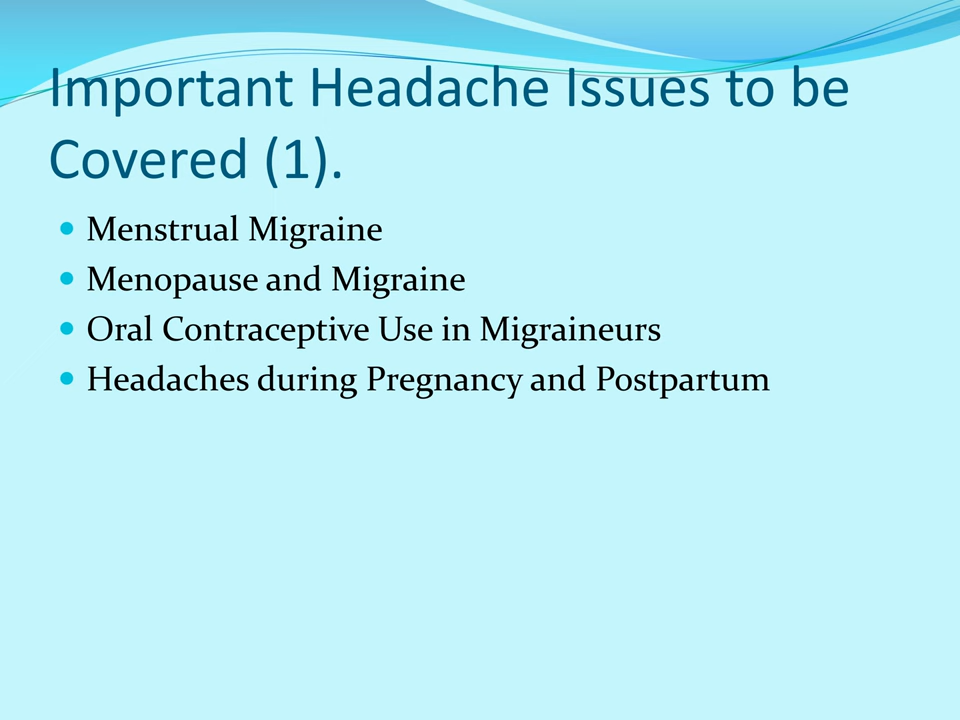 Important Headache Issues to be
Covered (1).
• Menstrual Migraine
• Menopause and Migraine
• Oral Contraceptive Use in Migraineurs
• Headaches during Pregnancy and Postpartum